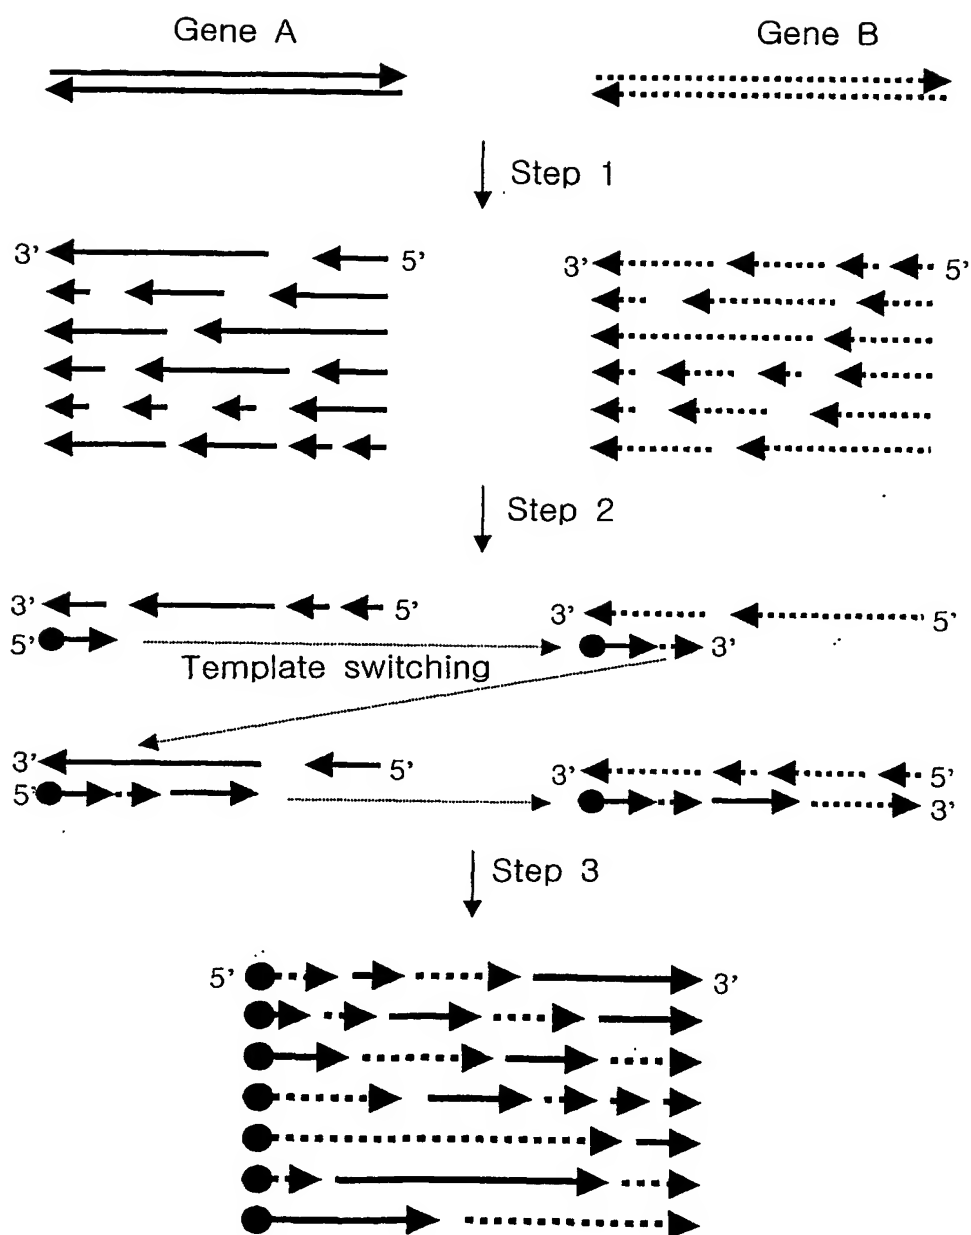 Gene A
Gene B
Step 1
3' 5'
3' 5'
Step 2
3' 5'
3' 5'
5'
3'
Template switching
3' 5'
3' 5'
5'
3'
Step 3
5' 3'